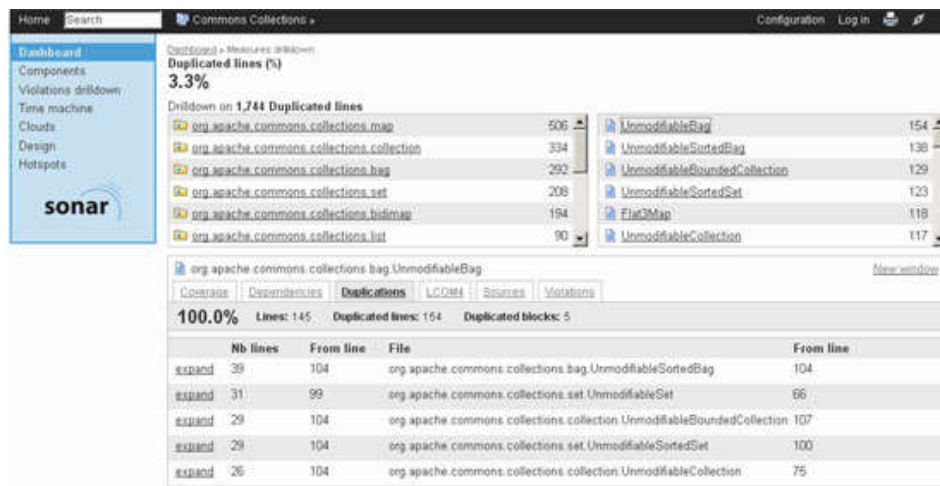 Home Search Commons Collections » Configuration Log in
Dashboard
Components
Violations drilldown
Time machine
Clouds
Design
Hotspots
sonar
Dashboard » Measures drilldown
Duplicated lines (%)
3.3%
Drilldown on 1,744 Duplicated lines
org.apache.commons.collections.map 506
org.apache.commons.collections.collection 334
org.apache.commons.collections.bag 292
org.apache.commons.collections.set 208
org.apache.commons.collections.bidimap 194
org.apache.commons.collections.list 90
UnmodifiableBag 154
UnmodifiableSortedBag 138
UnmodifiableBoundedCollection 129
UnmodifiableSortedSet 123
Flat3Map 118
UnmodifiableCollection 117
org.apache.commons.collections.bag.UnmodifiableBag New window
Coverage Dependencies Duplications LCOM4 Sources Violations
100.0% Lines: 145 Duplicated lines: 154 Duplicated blocks: 5
Nb lines From line File From line
expand 39 104 org.apache.commons.collections.bag.UnmodifiableSortedBag 104
expand 31 99 org.apache.commons.collections.set.UnmodifiableSet 66
expand 29 104 org.apache.commons.collections.collection.UnmodifiableBoundedCollection 107
expand 29 104 org.apache.commons.collections.set.UnmodifiableSortedSet 100
expand 26 104 org.apache.commons.collections.collection.UnmodifiableCollection 75